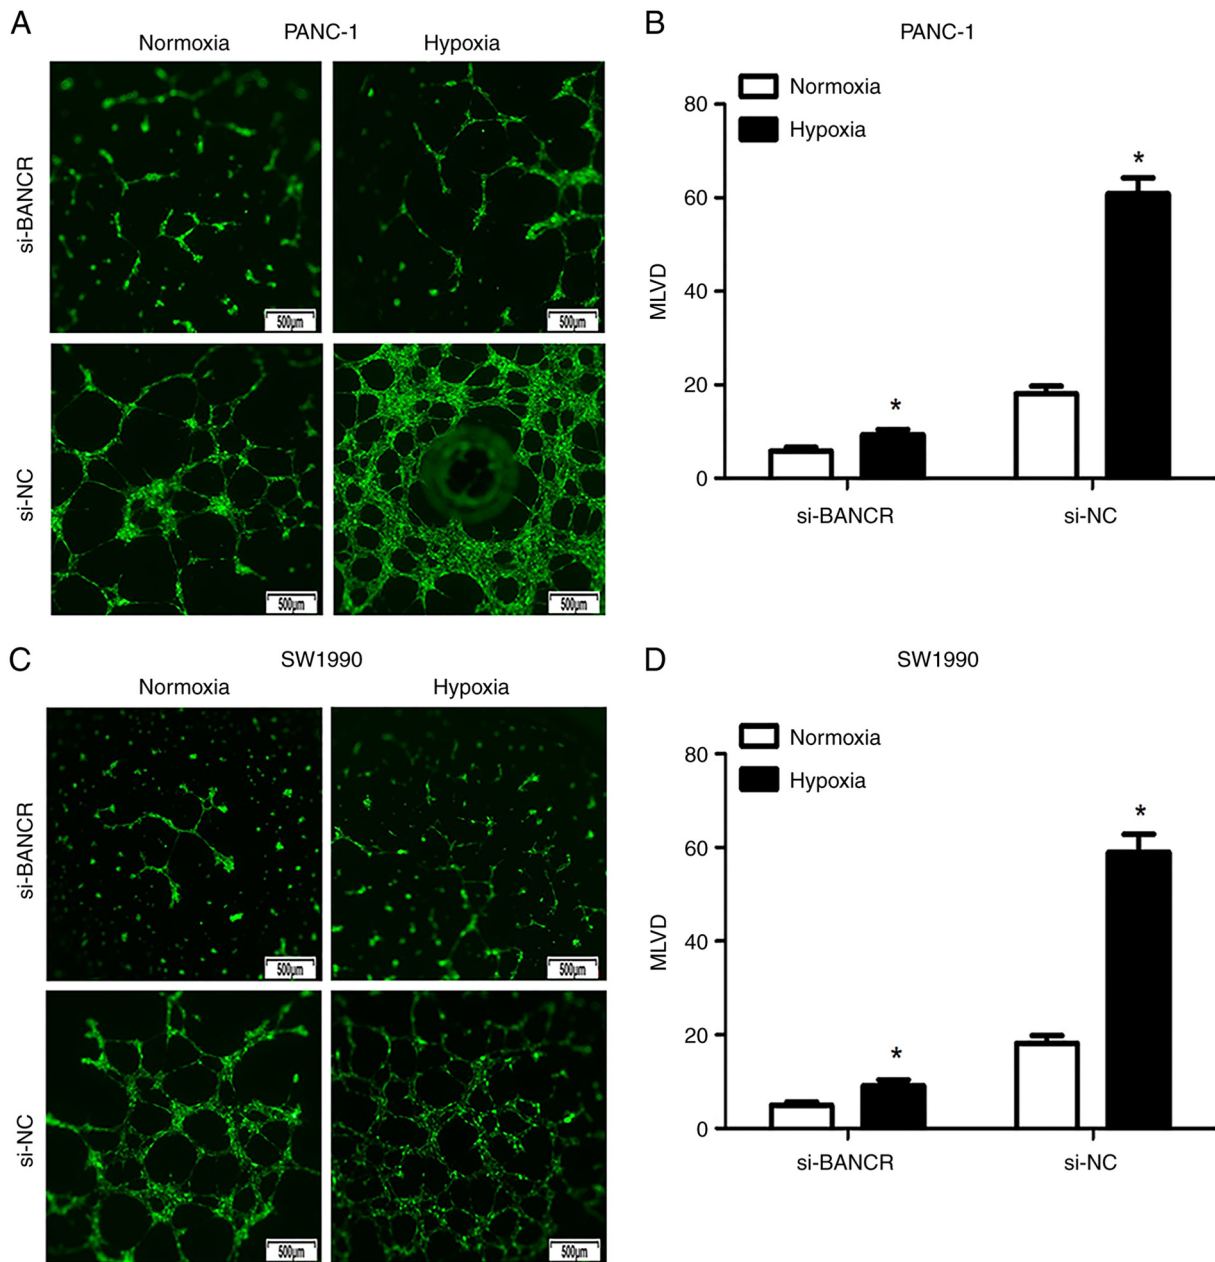 A
PANC-1
Normoxia
Hypoxia
si-BANCR
500µm
500µm
si-NC
500µm
500µm
B
PANC-1
Normoxia
Hypoxia
80
60
40
20
0
MLVD
*
*
si-BANCR
si-NC
C
SW1990
Normoxia
Hypoxia
si-BANCR
500µm
500µm
si-NC
500µm
500µm
D
SW1990
Normoxia
Hypoxia
80
60
40
20
0
MLVD
*
*
si-BANCR
si-NC